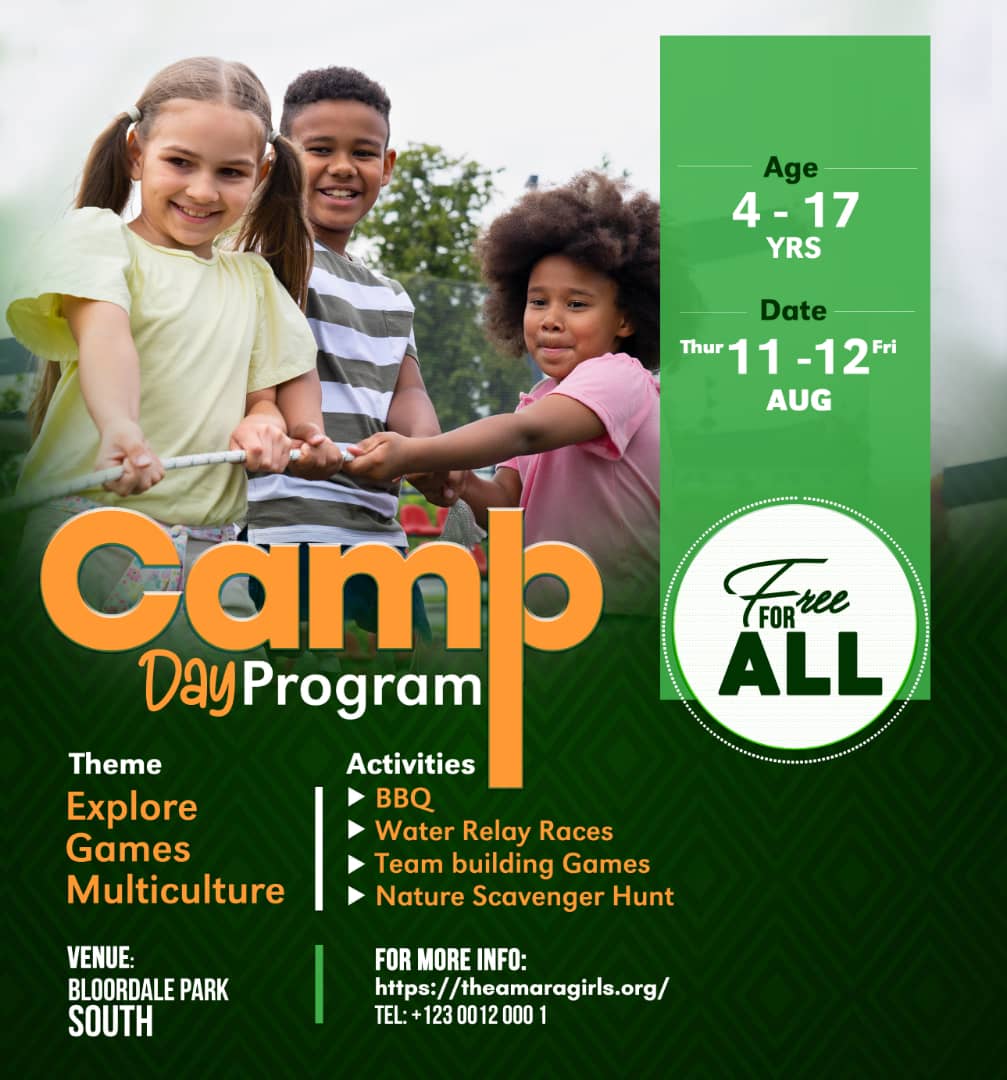 Age
4 - 17
YRS
Date
Thur 11 -12 Fri
AUG
Free
FOR
ALL
Camp
Day Program
Theme
Explore
Games
Multiculture
Activities
BBQ
Water Relay Races
Team building Games
Nature Scavenger Hunt
VENUE:
BLOORDALE PARK
SOUTH
FOR MORE INFO:
https://theamaragirls.org/
TEL: +123 0012 000 1